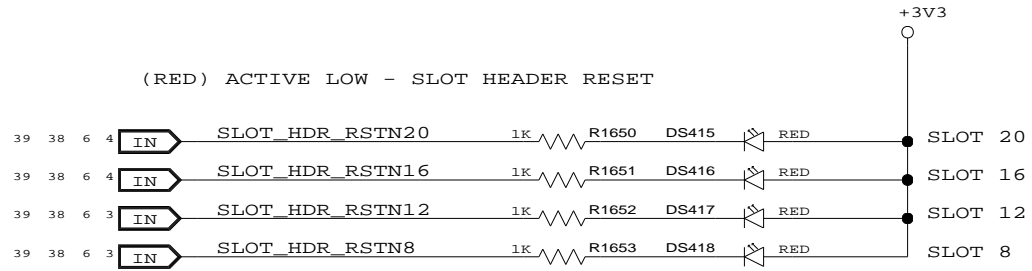 +3V3
(RED) ACTIVE LOW - SLOT HEADER RESET
39 38 6 4 IN SLOT_HDR_RSTN20 1K R1650 DS415 RED SLOT 20
39 38 6 4 IN SLOT_HDR_RSTN16 1K R1651 DS416 RED SLOT 16
39 38 6 3 IN SLOT_HDR_RSTN12 1K R1652 DS417 RED SLOT 12
39 38 6 3 IN SLOT_HDR_RSTN8 1K R1653 DS418 RED SLOT 8